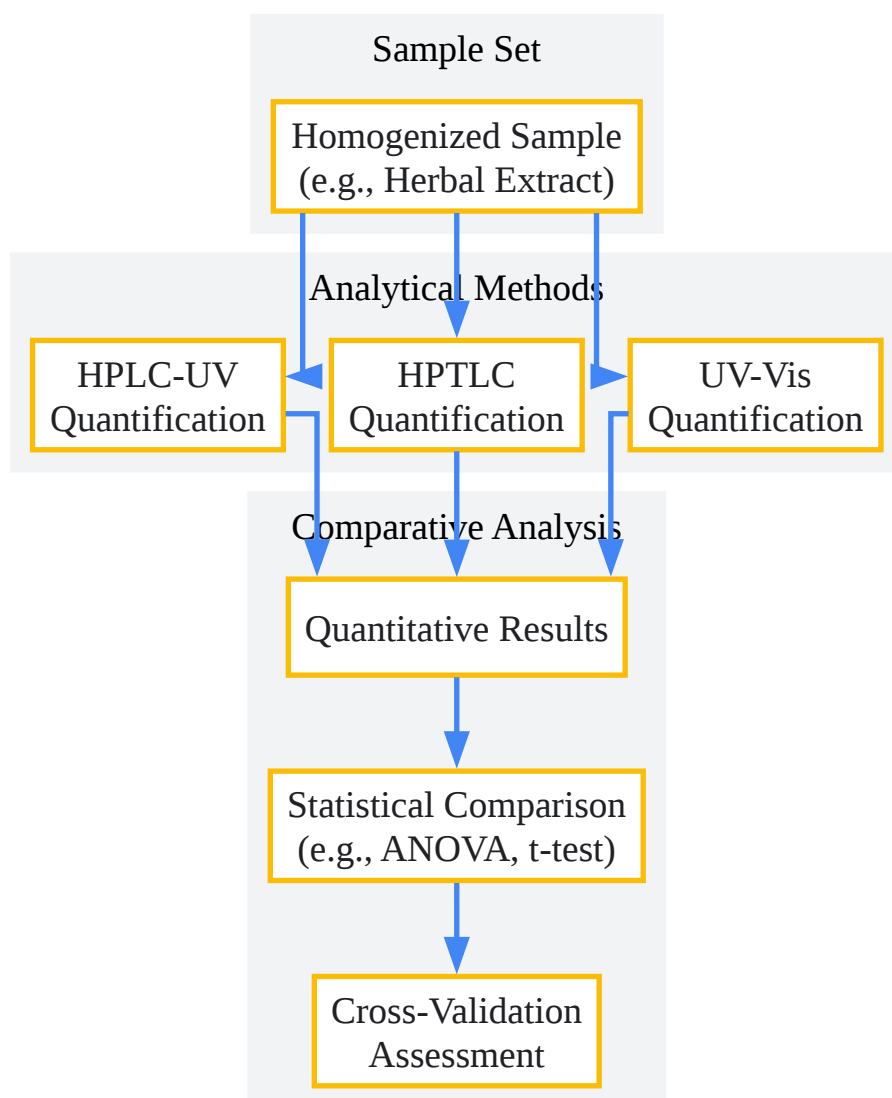 Sample Set
Homogenized Sample
(e.g., Herbal Extract)
Analytical Methods
HPLC-UV
Quantification
HPTLC
Quantification
UV-Vis
Quantification
Comparative Analysis
Quantitative Results
Statistical Comparison
(e.g., ANOVA, t-test)
Cross-Validation
Assessment